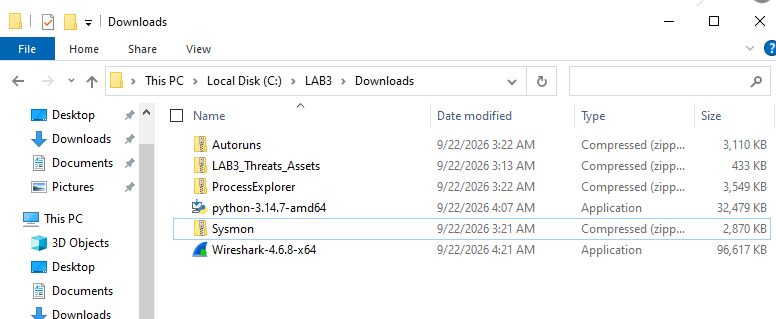 Downloads
File Home Share View
This PC Local Disk (C:) LAB3 Downloads
Name Date modified Type Size
Desktop
Downloads
Documents
Pictures
This PC
3D Objects
Desktop
Documents
Downloads
Autoruns 9/22/2026 3:22 AM Compressed (zipp... 3,110 KB
LAB3_Threats_Assets 9/22/2026 3:13 AM Compressed (zipp... 433 KB
ProcessExplorer 9/22/2026 3:22 AM Compressed (zipp... 3,549 KB
python-3.14.7-amd64 9/22/2026 4:07 AM Application 32,479 KB
Sysmon 9/22/2026 3:21 AM Compressed (zipp... 2,870 KB
Wireshark-4.6.8-x64 9/22/2026 4:21 AM Application 96,617 KB